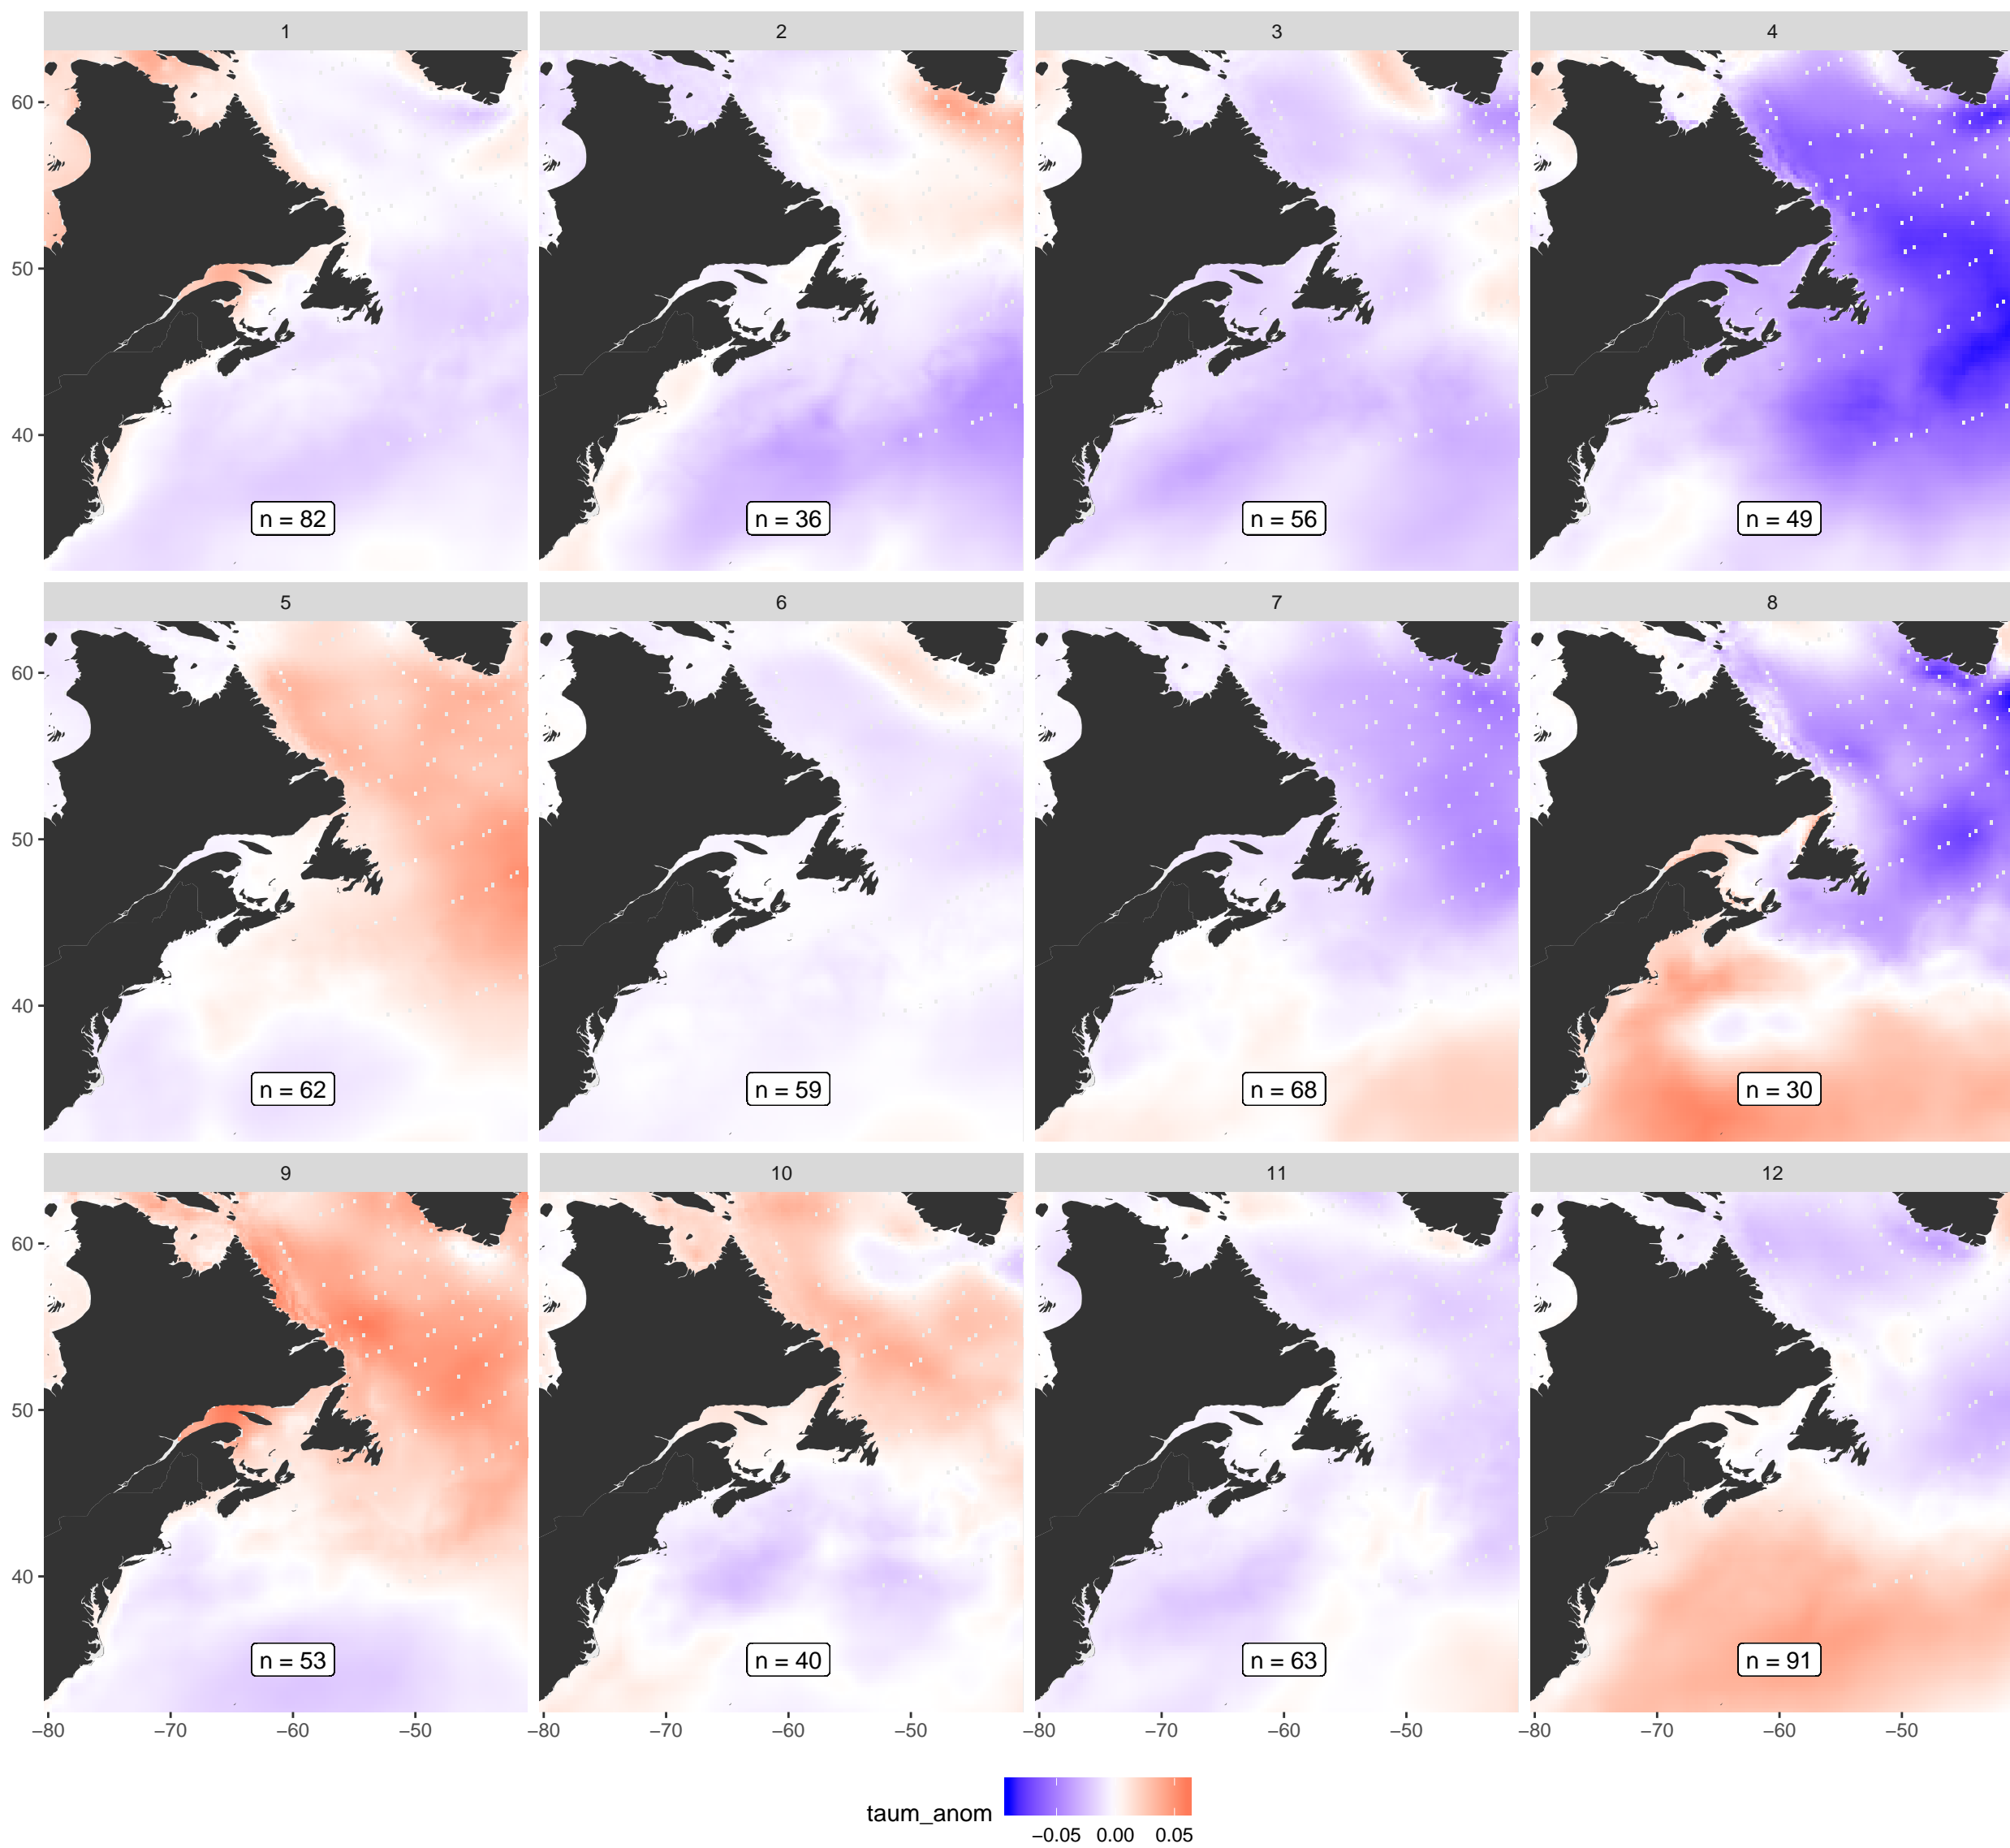 1 2 3 4
60
50
40
n = 82 n = 36 n = 56 n = 49
5 6 7 8
60
50
40
n = 62 n = 59 n = 68 n = 30
9 10 11 12
60
50
40
n = 53 n = 40 n = 63 n = 91
−80 −70 −60 −50 −80 −70 −60 −50 −80 −70 −60 −50 −80 −70 −60 −50
taum_anom
−0.05 0.00 0.05